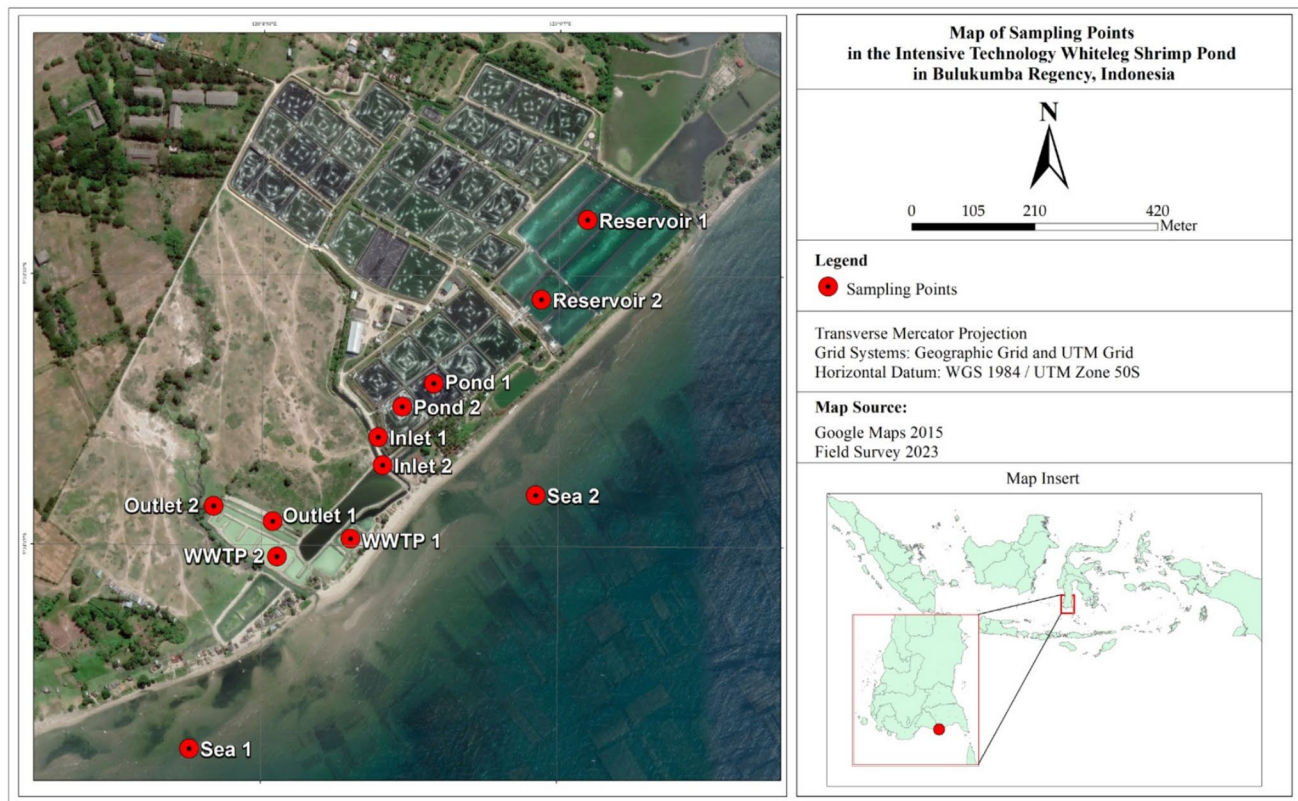 Map of Sampling Points
in the Intensive Technology Whiteleg Shrimp Pond
in Bulukumba Regency, Indonesia
N
0 105 210 420
Meter
Legend
Sampling Points
Transverse Mercator Projection
Grid Systems: Geographic Grid and UTM Grid
Horizontal Datum: WGS 1984 / UTM Zone 50S
Map Source:
Google Maps 2015
Field Survey 2023
Map Insert
Reservoir 1
Reservoir 2
Pond 1
Pond 2
Inlet 1
Inlet 2
Sea 2
Outlet 2
Outlet 1
WWTP 1
WWTP 2
Sea 1